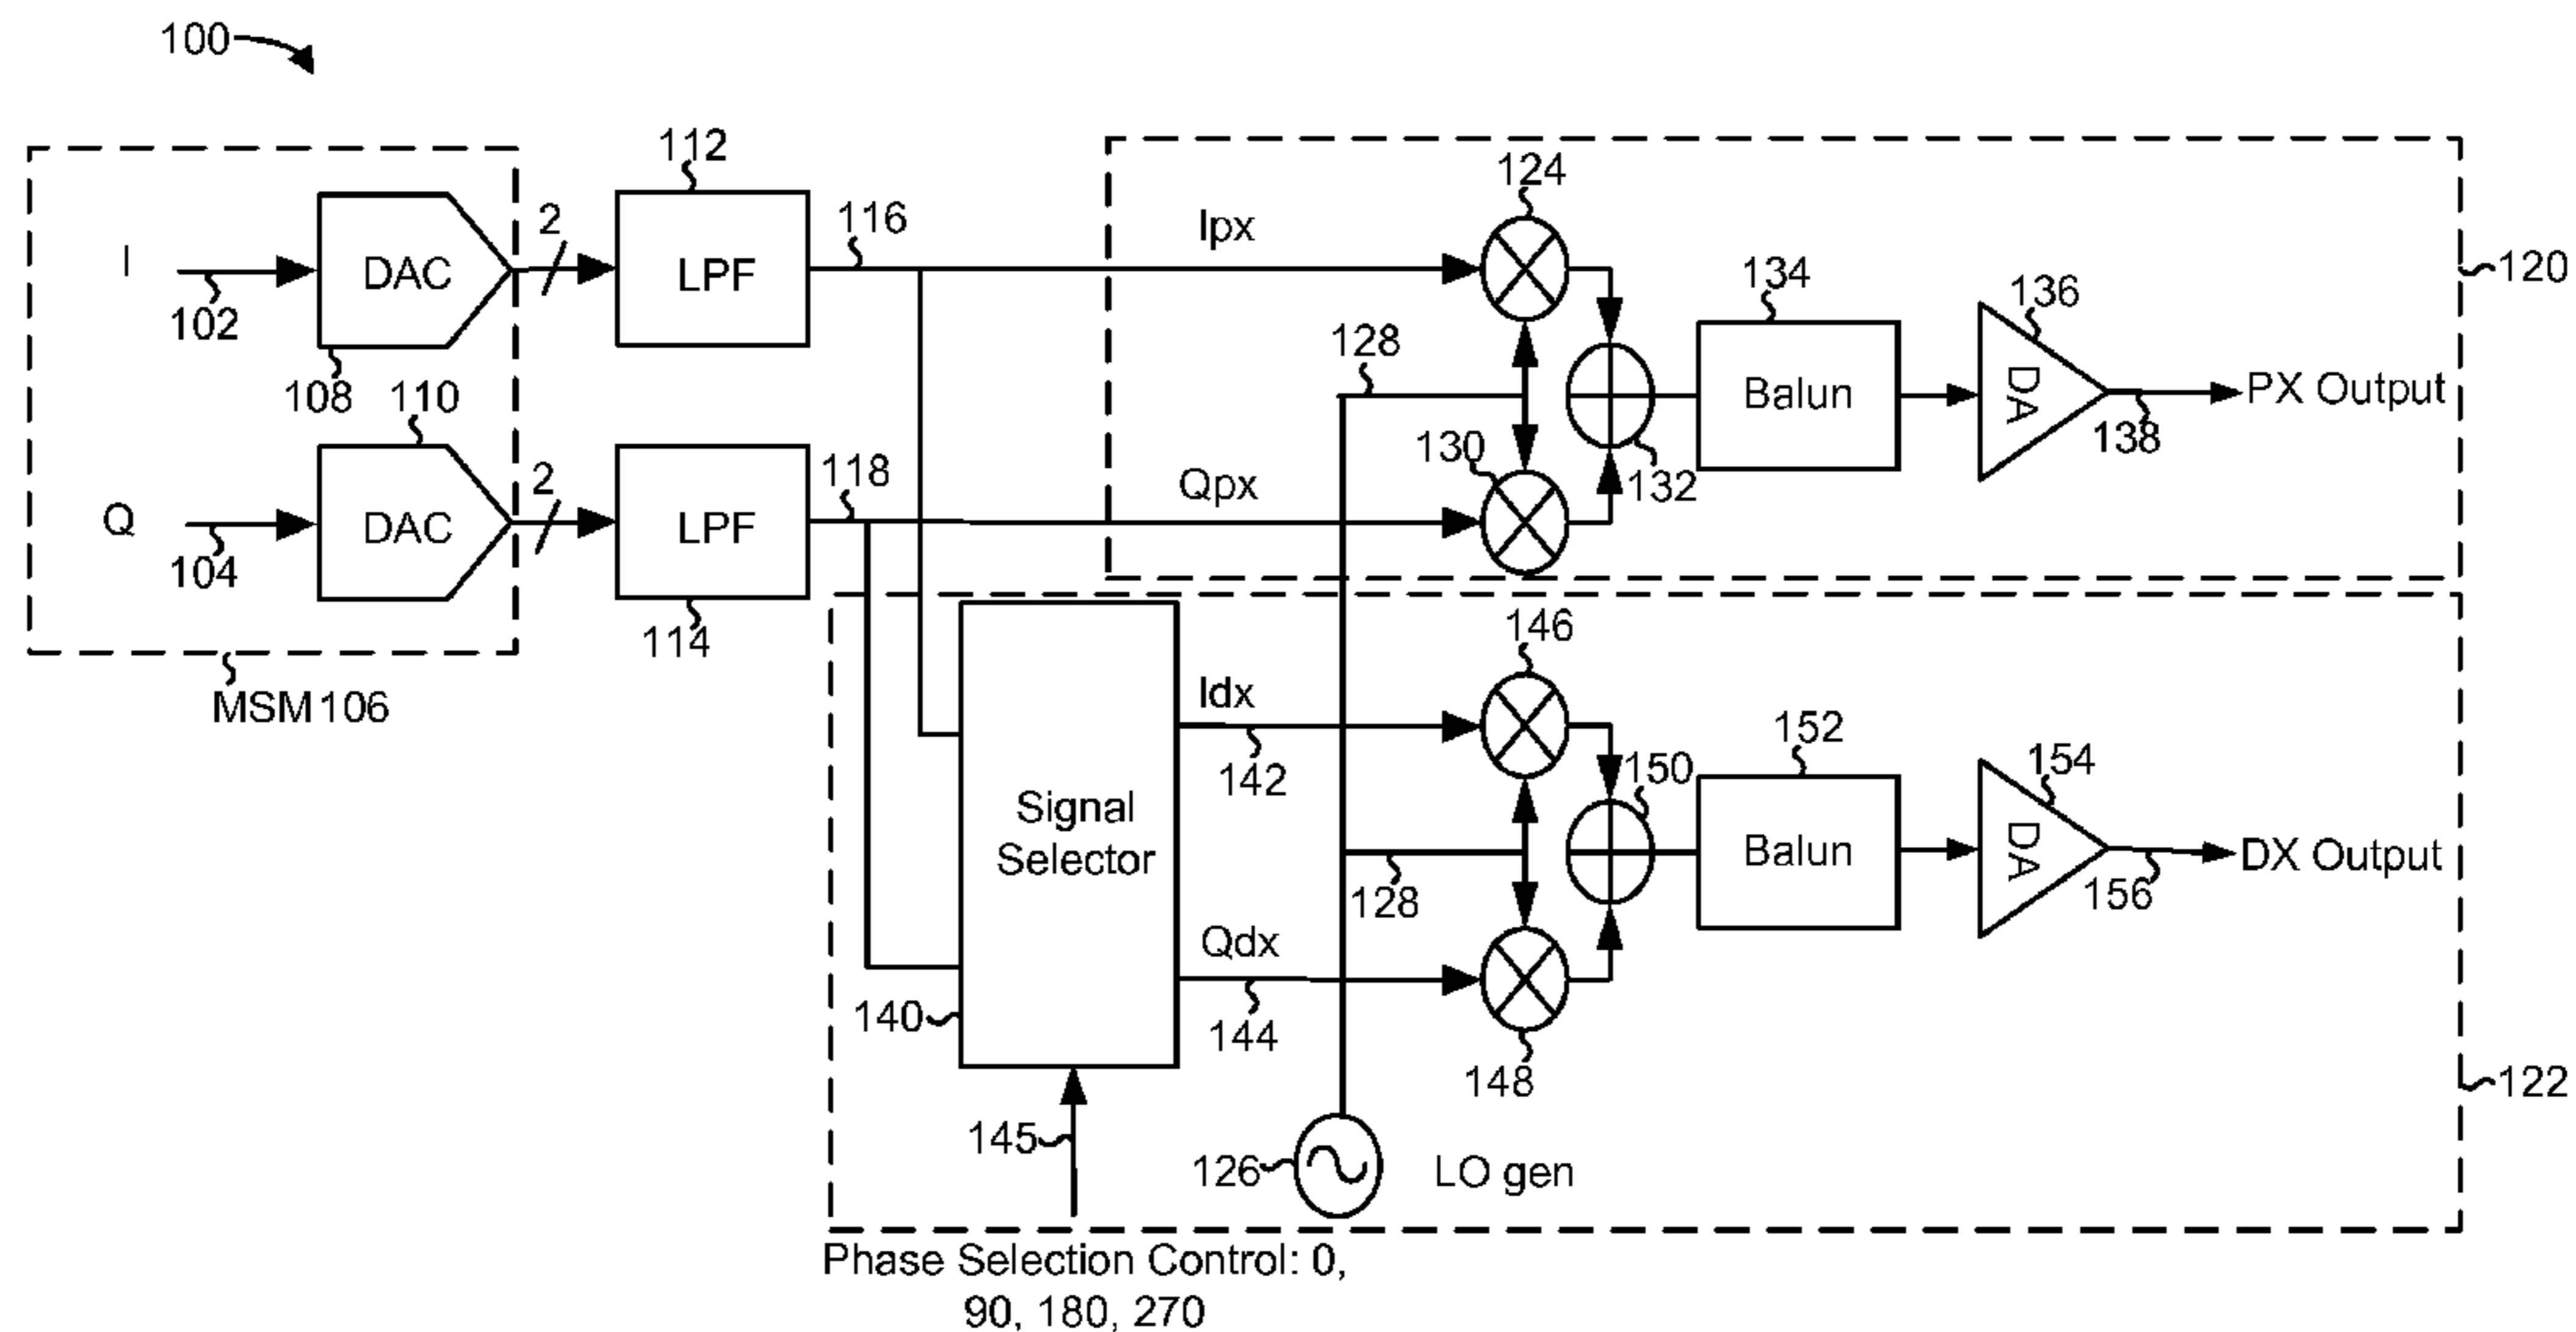 100
112
124
2
116
Ipx
I
DAC
LPF
134
136
120
102
128
DA
108
110
Balun
PX Output
138
2
118
130
Qpx
132
Q
DAC
LPF
104
114
146
MSM 106
Idx
152
154
142
150
Signal
Selector
Balun
DA
DX Output
128
156
Qdx
140
144
148
122
145
126
LO gen
Phase Selection Control: 0,
90, 180, 270